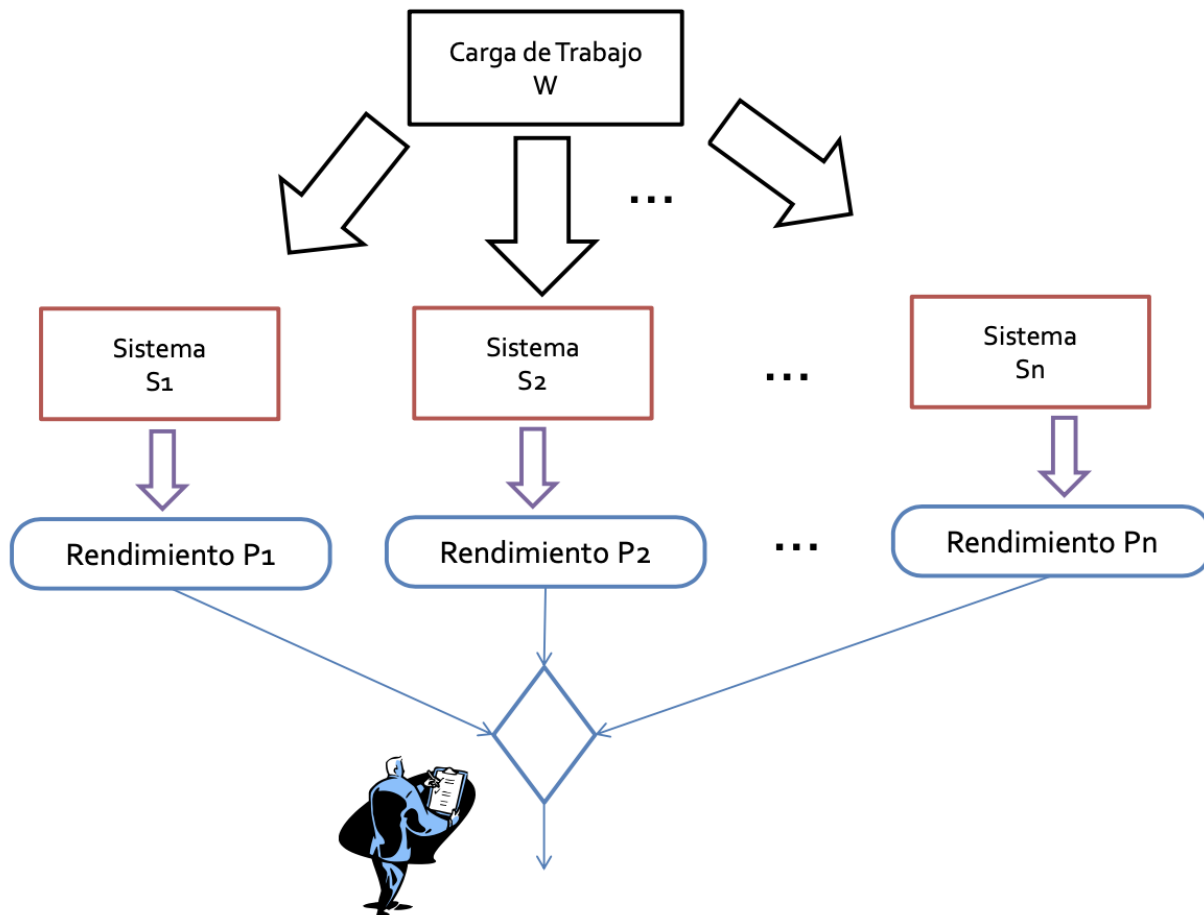 Carga de Trabajo
W
...
Sistema
S1
Sistema
S2
...
Sistema
Sn
Rendimiento P1
Rendimiento P2
...
Rendimiento Pn